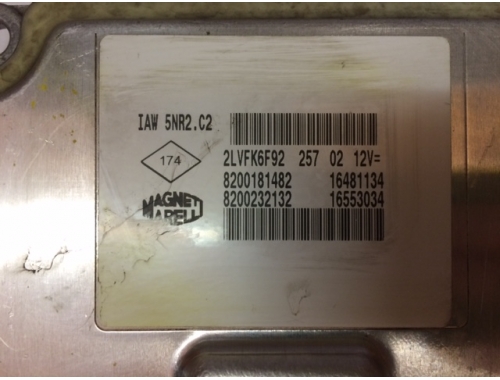 IAW 5NR2.C2
174
2LVFK6F92 257 02 12V=
8200181482 16481134
8200232132 16553034
MAGNETI
MARELLI